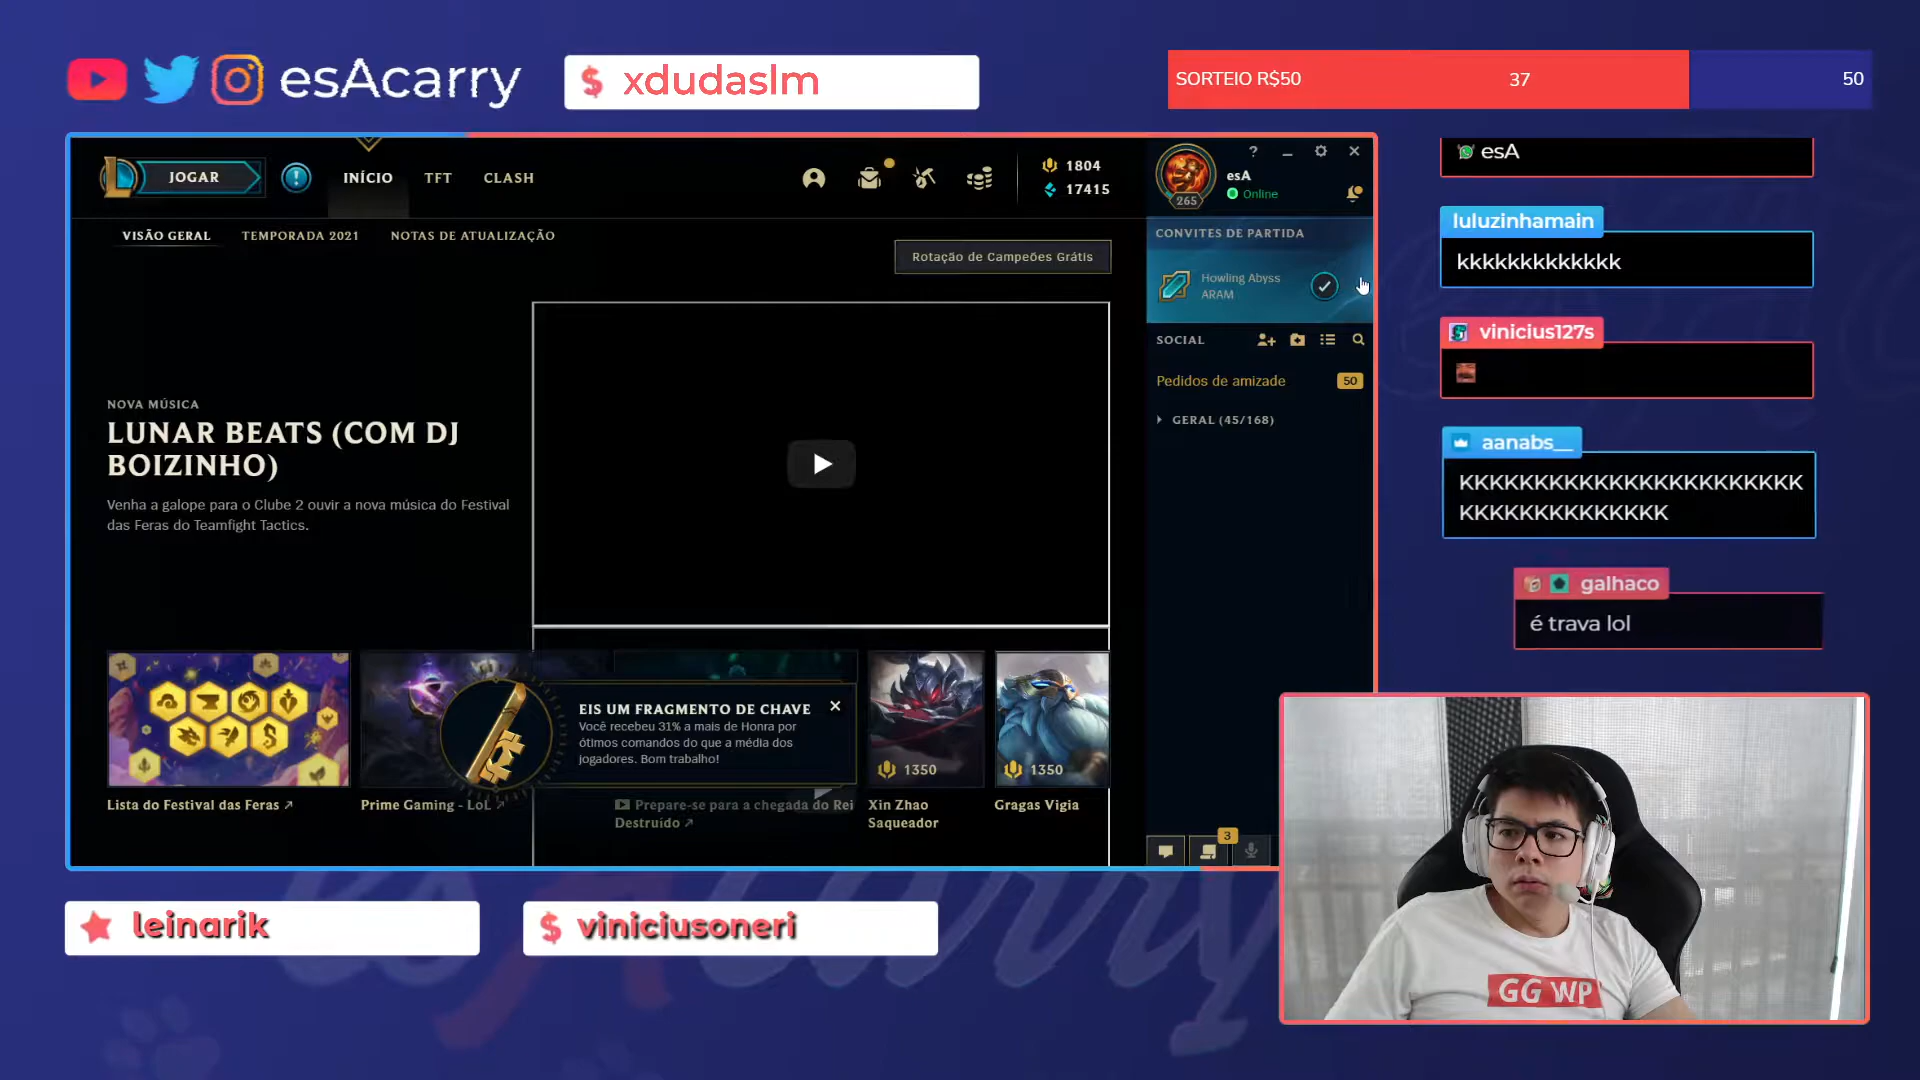 esAcarry
xdudaslm
SORTEIO R$50
37
50
JOGAR
INÍCIO
TFT
CLASH
1804
17415
265
esA
Online
VISÃO GERAL
TEMPORADA 2021
NOTAS DE ATUALIZAÇÃO
Rotação de Campeões Grátis
CONVITES DE PARTIDA
Howling Abyss
ARAM
SOCIAL
Pedidos de amizade
50
GERAL (45/168)
NOVA MÚSICA
LUNAR BEATS (COM DJ
BOIZINHO)
Venha a galope para o Clube 2 ouvir a nova música do Festival
das Feras do Teamfight Tactics.
EIS UM FRAGMENTO DE CHAVE
Você recebeu 31% a mais de Honra por
ótimos comandos do que a média dos
jogadores. Bom trabalho!
1350
1350
Lista do Festival das Feras
Prime Gaming - LoL
Prepare-se para a chegada do Rei
Destruído
Xin Zhao
Saqueador
Gragas Vigia
3
esA
luluzinhamain
kkkkkkkkkkkkk
vinicius127s
aanabs__
KKKKKKKKKKKKKKKKKKKKKKK
KKKKKKKKKKKKKK
galhaco
é trava lol
GG WP
leinarik
viniciusoneri
esAcarry